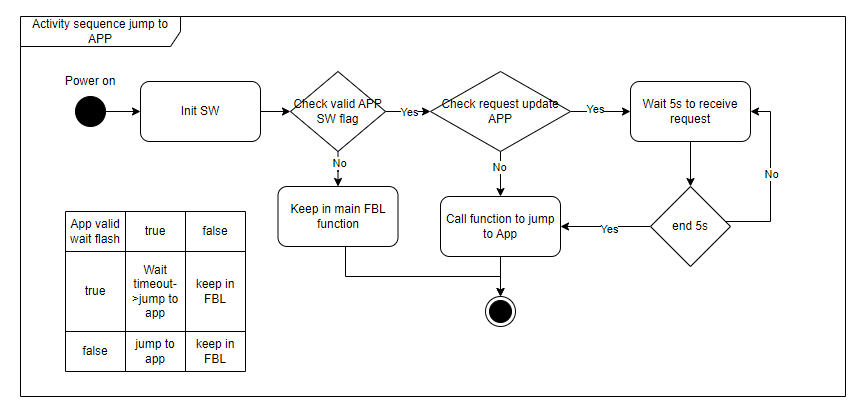 Activity sequence jump to
APP
Power on
Init SW
Check valid APP
SW flag
Yes
Check request update
APP
Yes
Wait 5s to receive
request
No
No
No
Keep in main FBL
function
Call function to jump
to App
Yes
end 5s
App valid
wait flash
true
false
true
Wait
timeout-
>jump to
app
keep in
FBL
false
jump to
app
keep in
FBL